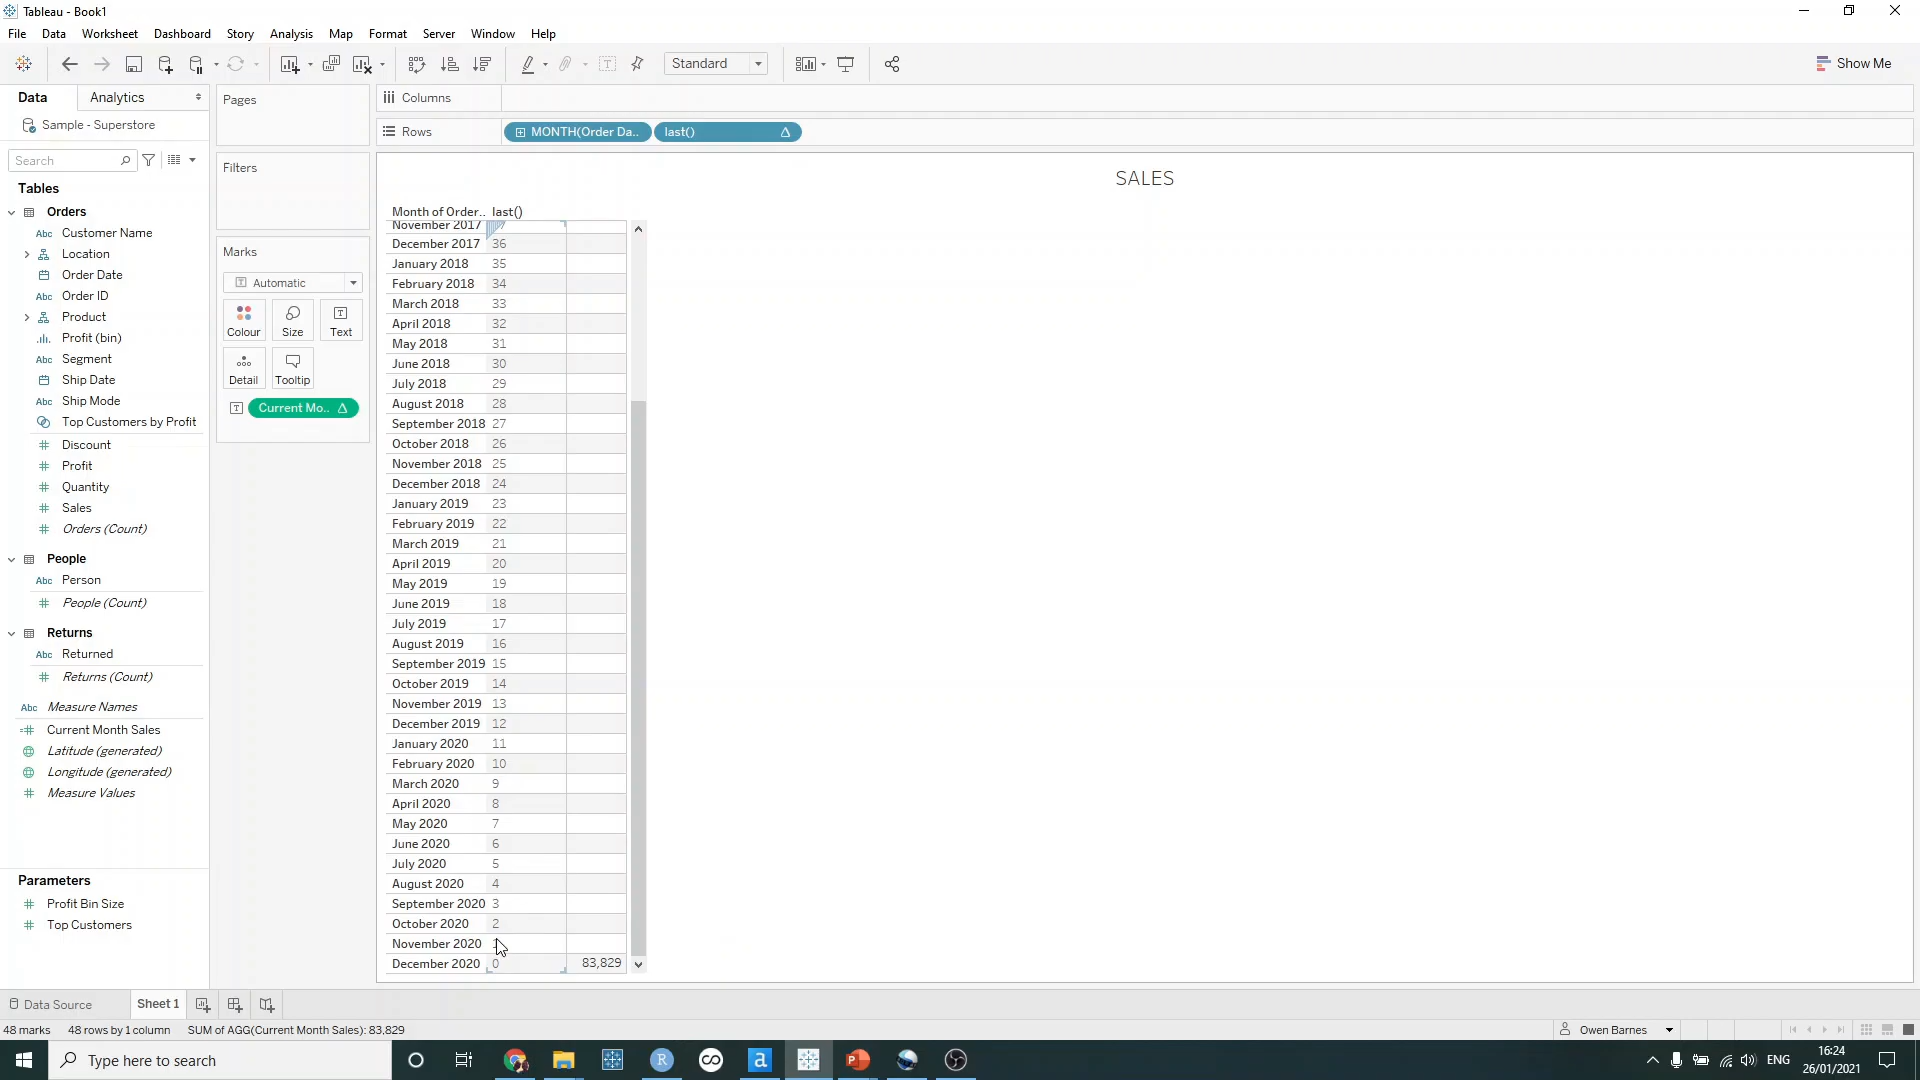 Tableau - Book1
File Data Worksheet Dashboard Story Analysis Map Format Server Window Help
Standard
Show Me
Data Analytics
Sample - Superstore
Search
Tables
Orders
Abc Customer Name
Location
Order Date
Abc Order ID
Product
Profit (bin)
Abc Segment
Ship Date
Abc Ship Mode
Top Customers by Profit
Discount
Profit
Quantity
Sales
Orders (Count)
People
Abc Person
People (Count)
Returns
Abc Returned
Returns (Count)
Abc Measure Names
Current Month Sales
Latitude (generated)
Longitude (generated)
Measure Values
Parameters
Profit Bin Size
Top Customers
Pages
Filters
Marks
Automatic
Colour Size Text
Detail Tooltip
Current Mo..
Columns
Rows MONTH(Order Da.. last()
SALES
Month of Order.. last()
November 2017
December 2017 36
January 2018 35
February 2018 34
March 2018 33
April 2018 32
May 2018 31
June 2018 30
July 2018 29
August 2018 28
September 2018 27
October 2018 26
November 2018 25
December 2018 24
January 2019 23
February 2019 22
March 2019 21
April 2019 20
May 2019 19
June 2019 18
July 2019 17
August 2019 16
September 2019 15
October 2019 14
November 2019 13
December 2019 12
January 2020 11
February 2020 10
March 2020 9
April 2020 8
May 2020 7
June 2020 6
July 2020 5
August 2020 4
September 2020 3
October 2020 2
November 2020
December 2020 0 83,829
Data Source Sheet 1
48 marks 48 rows by 1 column SUM of AGG(Current Month Sales): 83,829
Owen Barnes
Type here to search
ENG
16:24
26/01/2021